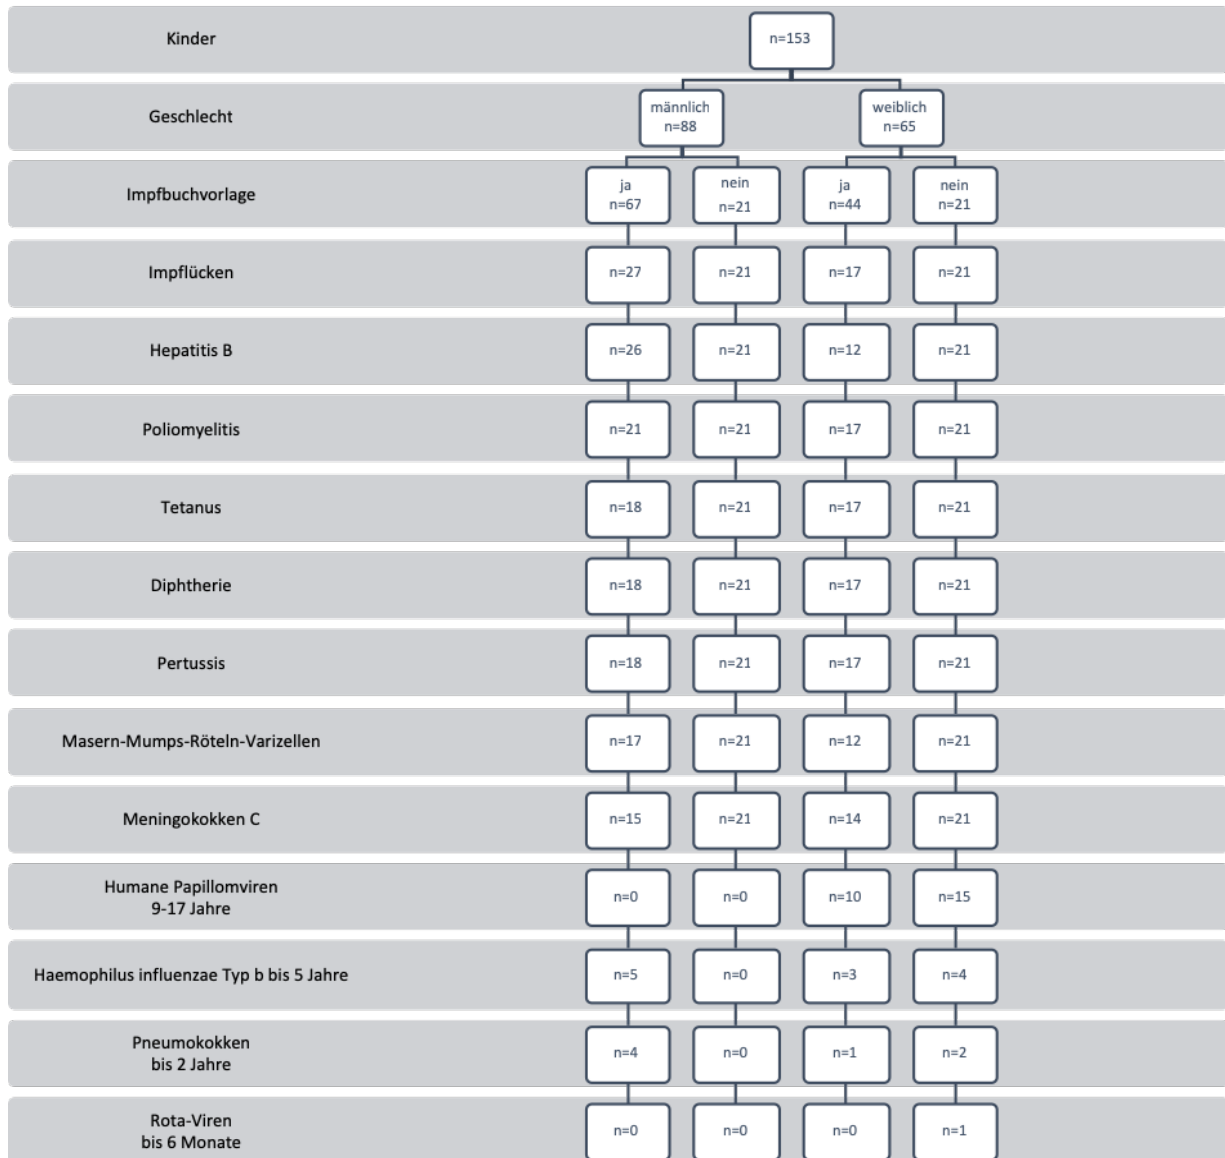 Kinder
n=153
Geschlecht
männlich
n=88
weiblich
n=65
Impfbuchvorlage
ja
n=67
nein
n=21
ja
n=44
nein
n=21
Impflücken
n=27
n=21
n=17
n=21
Hepatitis B
n=26
n=21
n=12
n=21
Poliomyelitis
n=21
n=21
n=17
n=21
Tetanus
n=18
n=21
n=17
n=21
Diphtherie
n=18
n=21
n=17
n=21
Pertussis
n=18
n=21
n=17
n=21
Masern-Mumps-Röteln-Varizellen
n=17
n=21
n=12
n=21
Meningokokken C
n=15
n=21
n=14
n=21
Humane Papillomviren
9-17 Jahre
n=0
n=0
n=10
n=15
Haemophilus influenzae Typ b bis 5 Jahre
n=5
n=0
n=3
n=4
Pneumokokken
bis 2 Jahre
n=4
n=0
n=1
n=2
Rota-Viren
bis 6 Monate
n=0
n=0
n=0
n=1